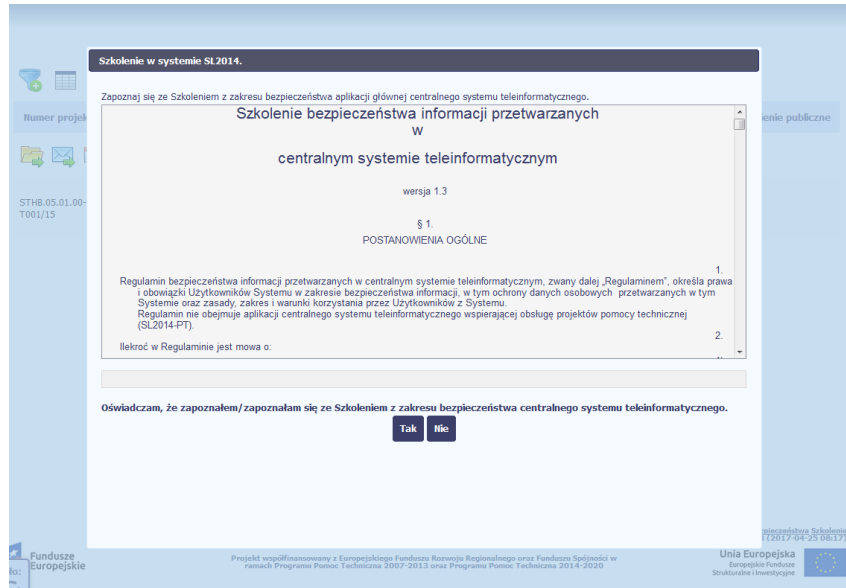 Szkolenie w systemie SL2014.
Zapoznaj się ze Szkoleniem z zakresu bezpieczeństwa aplikacji głównej centralnego systemu teleinformatycznego.
Szkolenie bezpieczeństwa informacji przetwarzanych
w
centralnym systemie teleinformatycznym
wersja 1.3
§ 1.
POSTANOWIENIA OGÓLNE
1.
Regulamin bezpieczeństwa informacji przetwarzanych w centralnym systemie teleinformatycznym, zwany dalej „Regulaminem”, określa prawa
i obowiązki Użytkowników Systemu w zakresie bezpieczeństwa informacji, w tym ochrony danych osobowych przetwarzanych w tym
Systemie oraz zasady, zakres i warunki korzystania przez Użytkowników z Systemu.
Regulamin nie obejmuje aplikacji centralnego systemu teleinformatycznego wspierającej obsługę projektów pomocy technicznej
(SL2014-PT).
2.
Ilekroć w Regulaminie jest mowa o:
Oświadczam, że zapoznałem/zapoznałam się ze Szkoleniem z zakresu bezpieczeństwa centralnego systemu teleinformatycznego.
Tak Nie
Numer projek
enie publiczne
STHB.05.01.00-
T001/15
Szkolenie
(2017-04-25 08:17)
Fundusze
Europejskie
Projekt współfinansowany z Europejskiego Funduszu Rozwoju Regionalnego oraz Funduszu Spójności w
ramach Programu Pomoc Techniczna 2007-2013 oraz Programu Pomoc Techniczna 2014-2020
Unia Europejska
Europejskie Fundusze
Strukturalne i Inwestycyjne